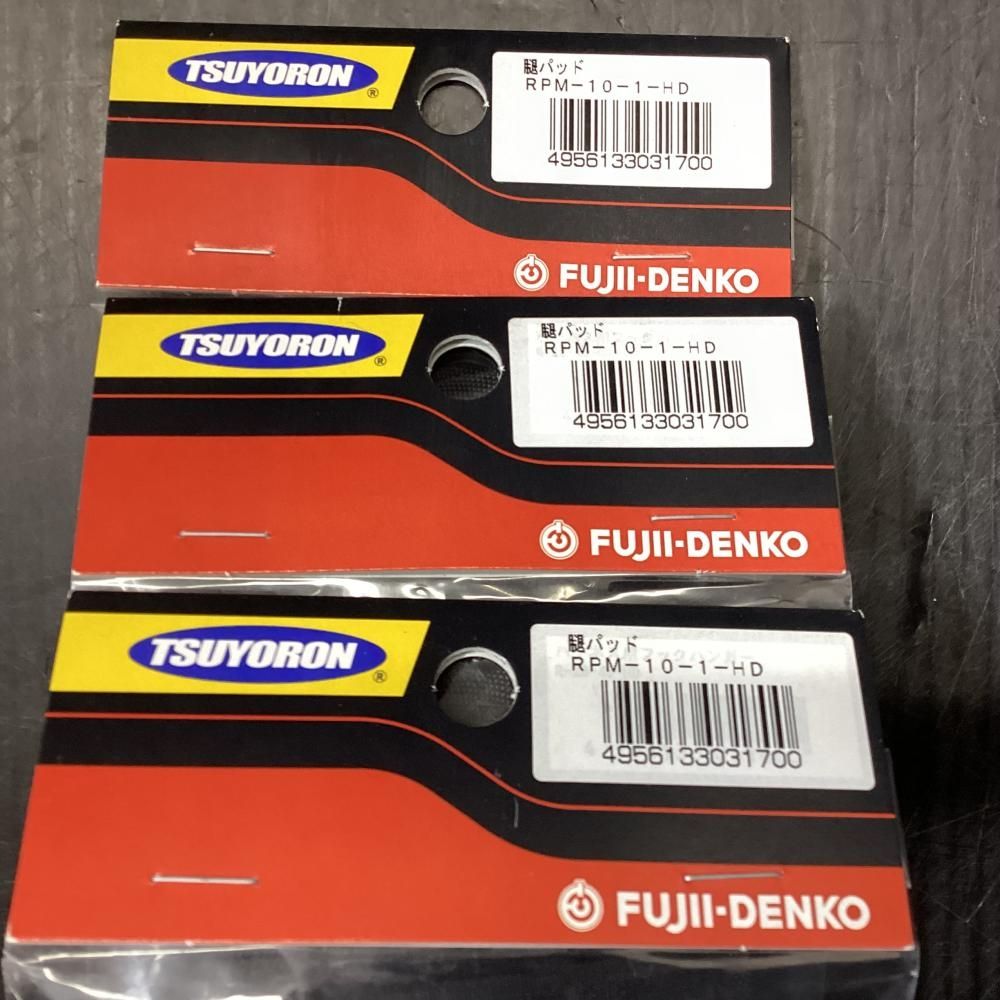 TSUYORON
®
腿パッド
RPM-10-1-HD
4956133031700
FUJII-DENKO
TSUYORON
®
腿パッド
RPM-10-1-HD
4956133031700
FUJII-DENKO
TSUYORON
®
腿パッド
RPM-10-1-HD
4956133031700
FUJII-DENKO